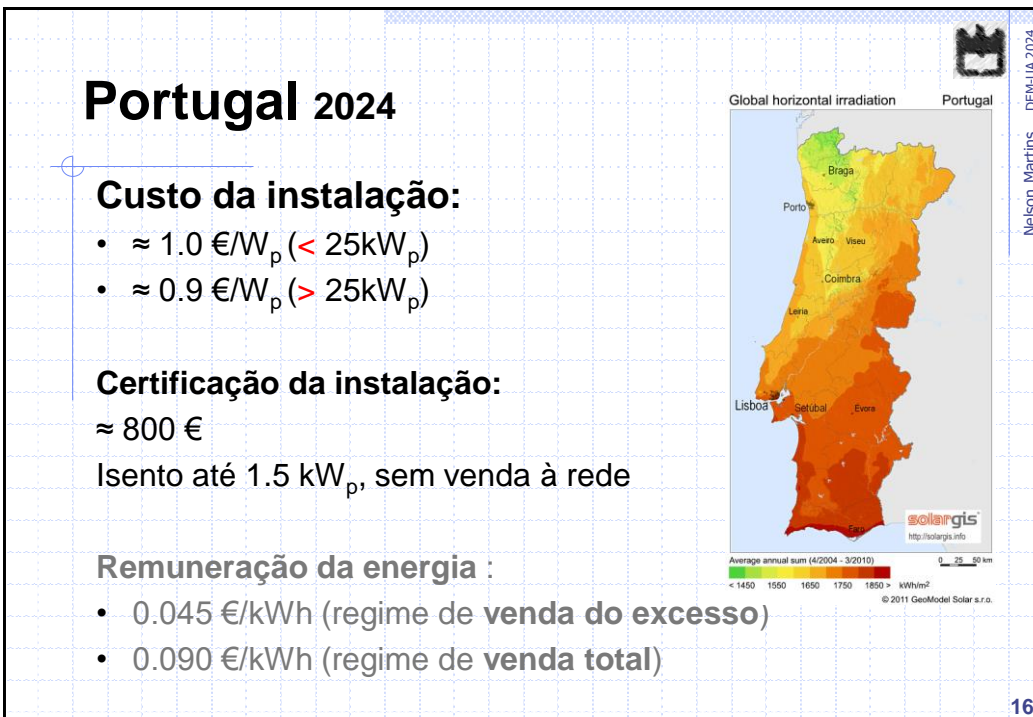 Portugal 2024
Custo da instalação:
• ≈ 1.0 €/Wp (< 25kWp)
• ≈ 0.9 €/Wp (> 25kWp)
Certificação da instalação:
≈ 800 €
Isento até 1.5 kWp, sem venda à rede
Remuneração da energia :
• 0.045 €/kWh (regime de venda do excesso)
• 0.090 €/kWh (regime de venda total)
Global horizontal irradiation Portugal
Braga
Porto
Aveiro Viseu
Coimbra
Leiria
Lisboa
Setúbal Évora
Faro
solargis
http://solargis.info
Average annual sum (4/2004 - 3/2010) 0 25 50 km
< 1450 1550 1650 1750 1850 > kWh/m²
© 2011 GeoModel Solar s.r.o.
Nelson Martins DEM-UA 2024
16